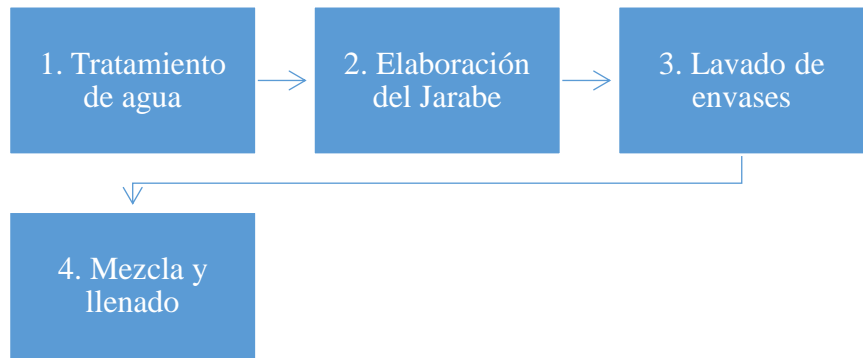 1. Tratamiento
de agua
2. Elaboración
del Jarabe
3. Lavado de
envases
4. Mezcla y
llenado